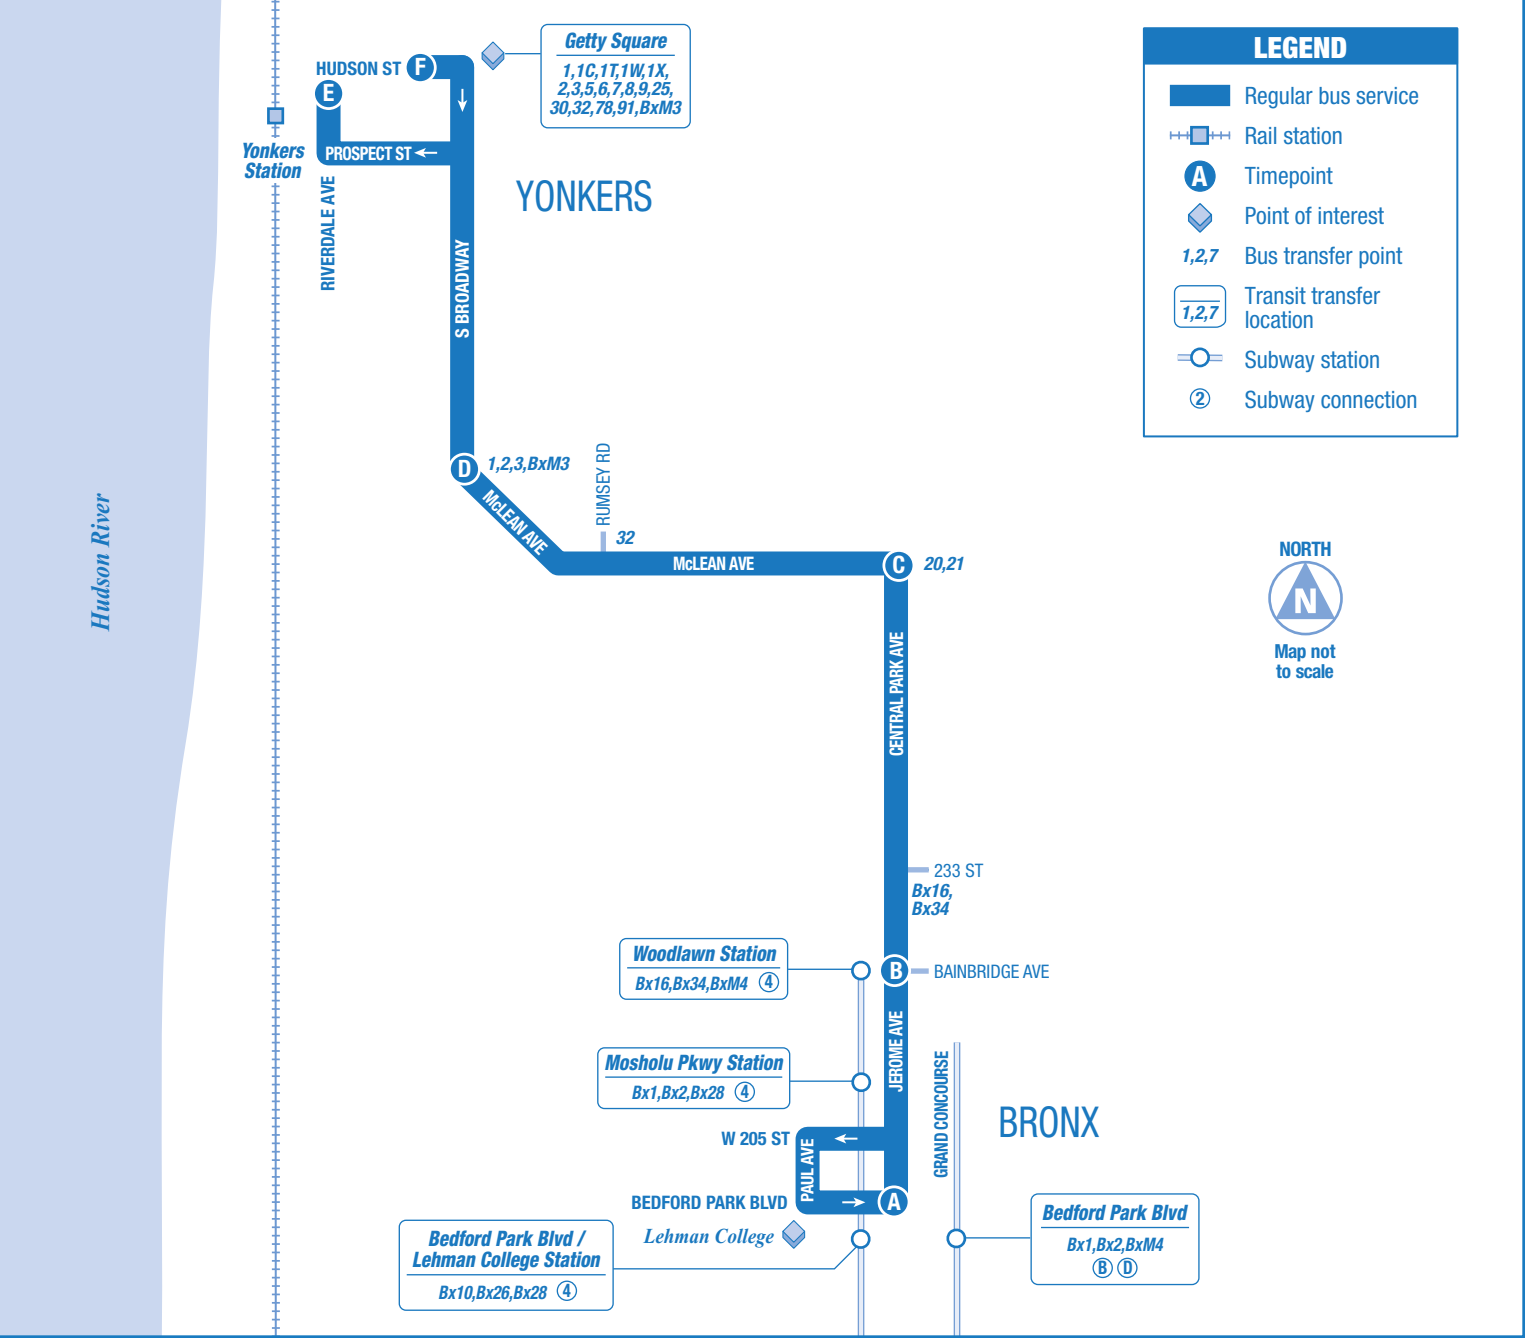 HUDSON ST
F
E
Getty Square
1,1C,1T,1W,1X,
2,3,5,6,7,8,9,25,
30,32,78,91,BxM3
Yonkers
Station
PROSPECT ST
RIVERDALE AVE
YONKERS
S BROADWAY
D
1,2,3,BxM3
McLEAN AVE
RUMSEY RD
32
McLEAN AVE
C
20,21
Hudson River
CENTRAL PARK AVE
233 ST
Bx16,
Bx34
Woodlawn Station
Bx16,Bx34,BxM4 4
B
BAINBRIDGE AVE
JEROME AVE
Mosholu Pkwy Station
Bx1,Bx2,Bx28 4
GRAND CONCOURSE
BRONX
W 205 ST
PAUL AVE
BEDFORD PARK BLVD
A
Lehman College
Bedford Park Blvd /
Lehman College Station
Bx10,Bx26,Bx28 4
Bedford Park Blvd
Bx1,Bx2,BxM4
B D
LEGEND
Regular bus service
Rail station
A Timepoint
Point of interest
1,2,7 Bus transfer point
1,2,7 Transit transfer
location
Subway station
2 Subway connection
NORTH
N
Map not
to scale